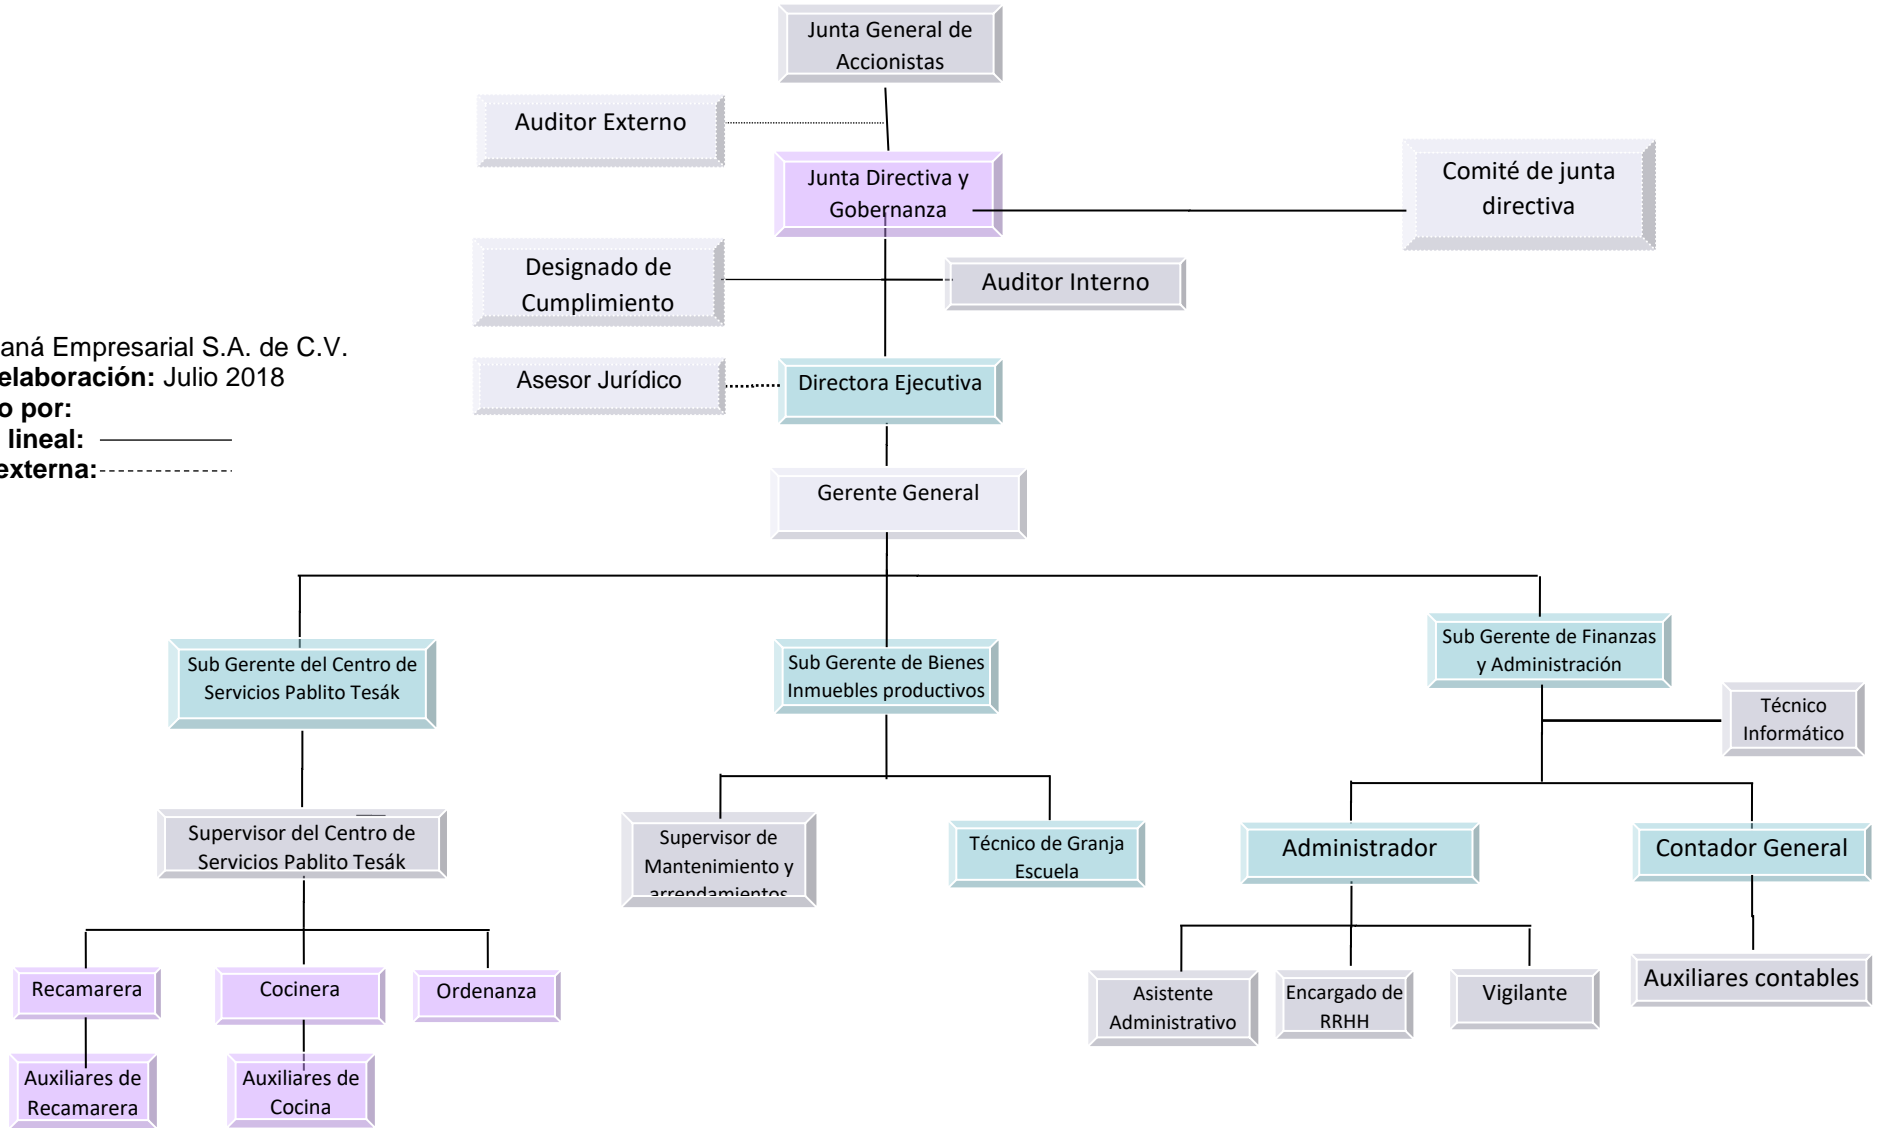 Junta General de
Accionistas
Auditor Externo
Junta Directiva y
Gobernanza
Comité de junta
directiva
Designado de
Cumplimiento
Auditor Interno
aná Empresarial S.A. de C.V.
elaboración: Julio 2018
o por:
lineal:
externa:
Asesor Jurídico
Directora Ejecutiva
Gerente General
Sub Gerente del Centro de
Servicios Pablito Tesák
Sub Gerente de Bienes
Inmuebles productivos
Sub Gerente de Finanzas
y Administración
Técnico
Informático
Supervisor del Centro de
Servicios Pablito Tesák
Supervisor de
Mantenimiento y
arrendamientos
Técnico de Granja
Escuela
Administrador
Contador General
Recamarera
Cocinera
Ordenanza
Asistente
Administrativo
Encargado de
RRHH
Vigilante
Auxiliares contables
Auxiliares de
Recamarera
Auxiliares de
Cocina